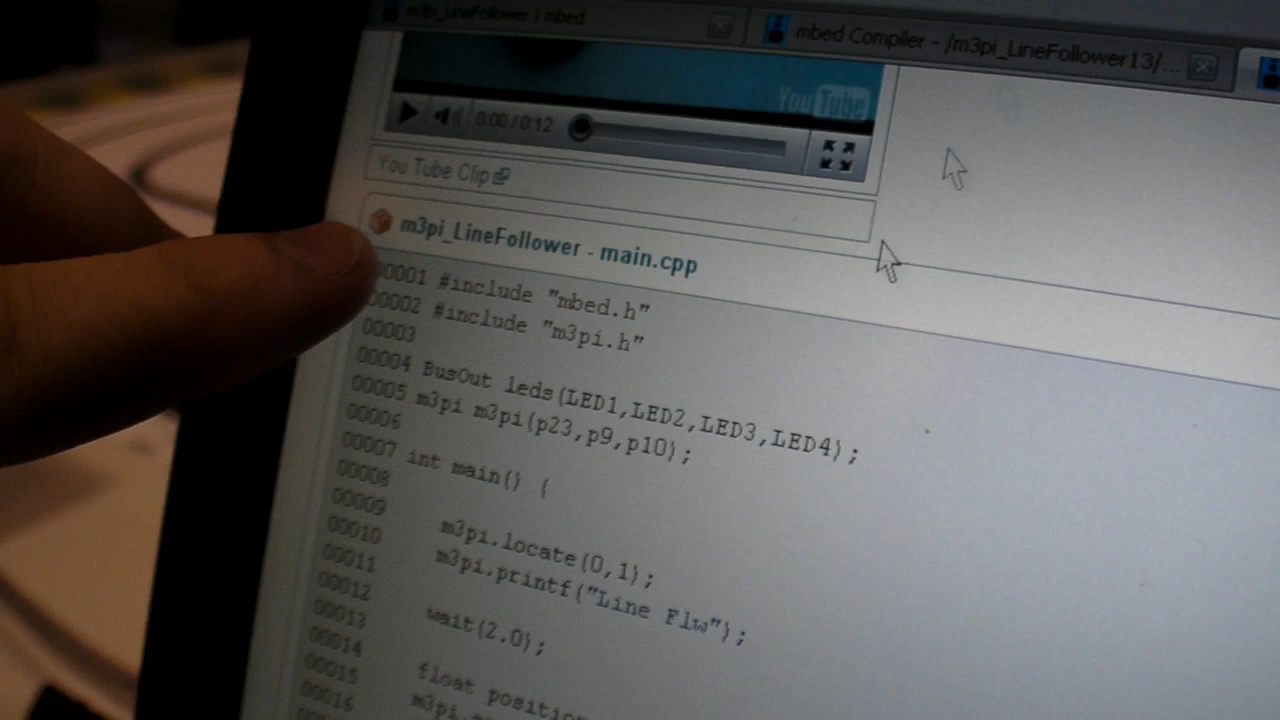 m3pi_LineFollower | mbed
mbed Compiler - /m3pi_LineFollower13/...
YouTube
0:00 / 0:12
You Tube Clip
m3pi_LineFollower - main.cpp
00001 #include "mbed.h"
00002 #include "m3pi.h"
00003
00004 BusOut leds(LED1,LED2,LED3,LED4);
00005 m3pi m3pi(p23,p9,p10);
00006
00007 int main() {
00008
00009     m3pi.locate(0,1);
00010     m3pi.printf("Line Flw");
00011
00012     wait(2.0);
00013
00014     float position
00015     m3pi.
00016